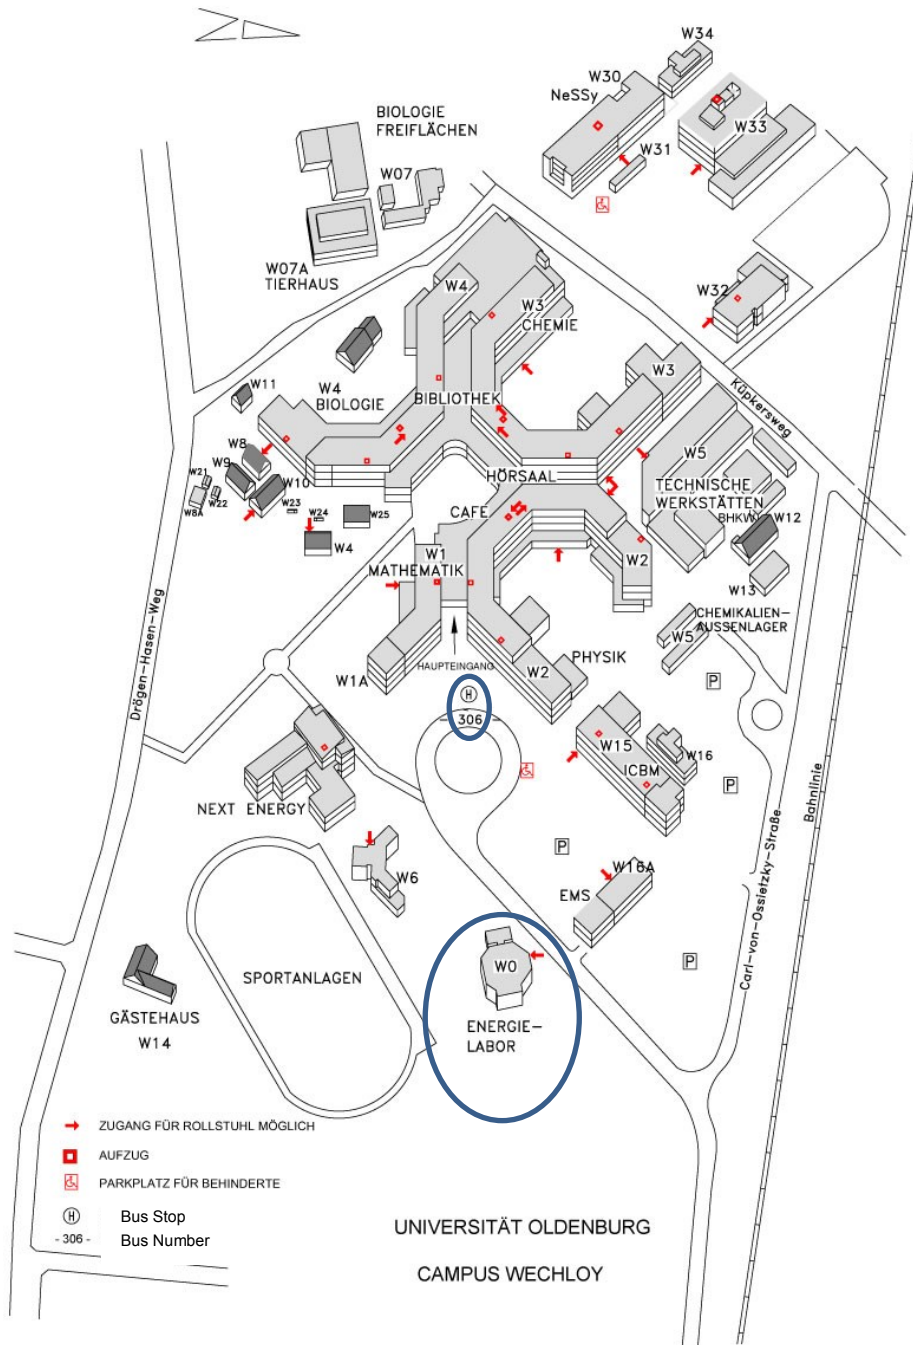 W34
W30
NeSSy
BIOLOGIE
FREIFLÄCHEN
W33
W31
W07
W07A
TIERHAUS
W4
W32
W3
CHEMIE
W3
W11
W4
BIOLOGIE
BIBLIOTHEK
Küpkersweg
W8
W9
W10
W21
W22
W8A
W23
W24
W25
W4
HÖRSAAL
W5
TECHNISCHE
WERKSTÄTTEN
BHKW
W12
CAFE
W1
MATHEMATIK
W2
W13
CHEMIKALIEN-
AUSSENLAGER
W5
Drögen-Hasen-Weg
HAUPTEINGANG
PHYSIK
W1A
W2
P
H
306
W15
ICBM
W16
P
NEXT ENERGY
Bahnlinie
Carl-von-Ossietzky-Straße
P
W6
W16A
EMS
P
W0
SPORTANLAGEN
ENERGIE-
LABOR
GÄSTEHAUS
W14
ZUGANG FÜR ROLLSTUHL MÖGLICH
AUFZUG
PARKPLATZ FÜR BEHINDERTE
H Bus Stop
- 306 - Bus Number
UNIVERSITÄT OLDENBURG
CAMPUS WECHLOY